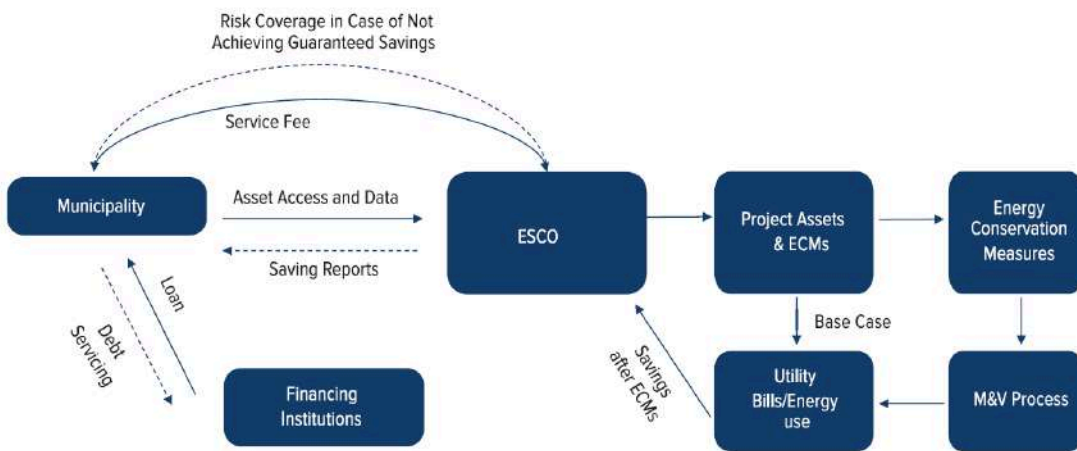 Risk Coverage in Case of Not
Achieving Guaranteed Savings
Service Fee
Municipality
Asset Access and Data
Saving Reports
ESCO
Project Assets
& ECMs
Energy
Conservation
Measures
Loan
Debt
Servicing
Financing
Institutions
Savings
after ECMs
Base Case
Utility
Bills/Energy
use
M&V Process